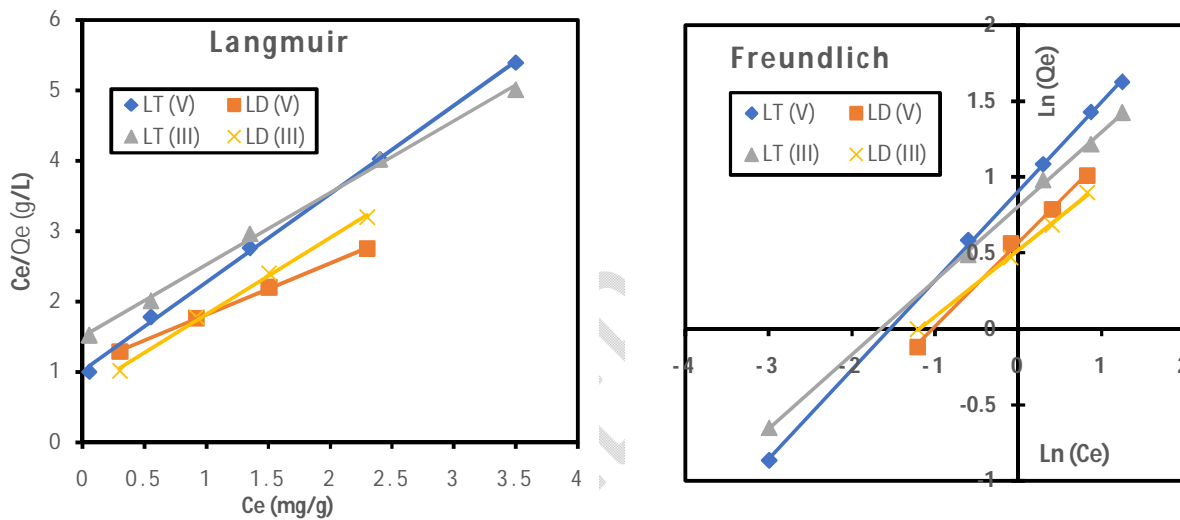 Langmuir
LT (V)
LD (V)
LT (III)
LD (III)
Ce/Qe (g/L)
6
5
4
3
2
1
0
0 0.5 1 1.5 2 2.5 3 3.5 4
Ce (mg/g)
Freundlich
LT (V)
LD (V)
LT (III)
LD (III)
Ln (Qe)
2
1.5
1
0.5
0
-0.5
-1
-4 -3 -2 -1 0 1 2
Ln (Ce)